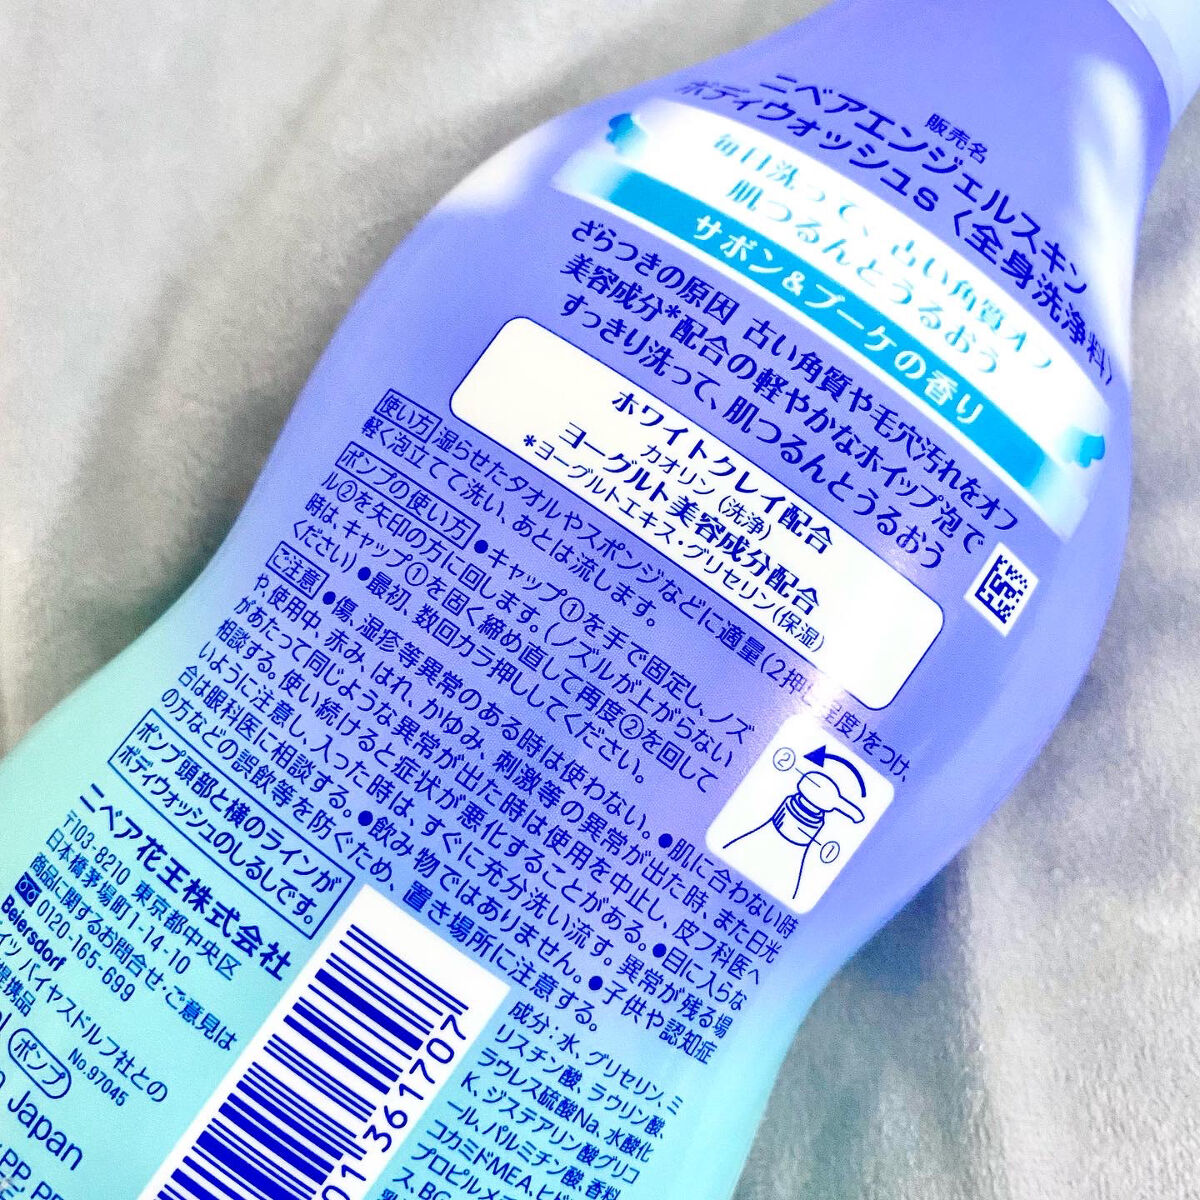 販売名
ニベアエンジェルスキン
ボディウォッシュs〈全身洗浄料〉
毎日洗って、古い角質オフ
肌つるんとうるおう
サボン&ブーケの香り
ざらつきの原因 古い角質や毛穴汚れをオフ
美容成分*配合の軽やかなホイップ泡で
すっきり洗って、肌つるんとうるおう
ホワイトクレイ配合
カオリン(洗浄)
ヨーグルト美容成分配合
*ヨーグルトエキス・グリセリン(保湿)
使い方 湿らせたタオルやスポンジなどに適量(2押し程度)をつけ、
軽く泡立てて洗い、あとは流します。
ポンプの使い方 ●キャップ①を手で固定し、ノズ
ル②を矢印の方に回します。(ノズルが上がらない
時は、キャップ①を固く締め直して再度②を回して
ください) ●最初、数回カラ押ししてください。
② ①
ご注意 ●傷、湿疹等異常のある時は使わない。●肌に合わない時
や、使用中、赤み、はれ、かゆみ、刺激等の異常が出た時、また日光
があたって同じような異常が出た時は使用を中止し、皮フ科医へ
相談する。使い続けると症状が悪化することがある。●目に入らな
いように注意し、入った時は、すぐに充分洗い流す。異常が残る場
合は眼科医に相談する。●飲み物ではありません。●子供や認知症
の方などの誤飲等を防ぐため、置き場所に注意する。
ポンプ頭部と横のラインが
ボディウォッシュのしるしです。
ニベア花王株式会社
〒103-8210 東京都中央区
日本橋茅場町1-14-10
商品に関するお問合せ・ご意見は
0120-165-699
Beiersdorf
イツ バイヤスドルフ社との
提携品
ポンプ No.97045
Japan
01 361707
成分・水、グリセリン、ミ
リスチン酸、ラウリン酸、
ラウレス硫酸Na、水酸化
K、ジステアリン酸グリコ
ール、パルミチン酸、香料
コカミドMEA、ヒド
プロピルメ
ス、BG